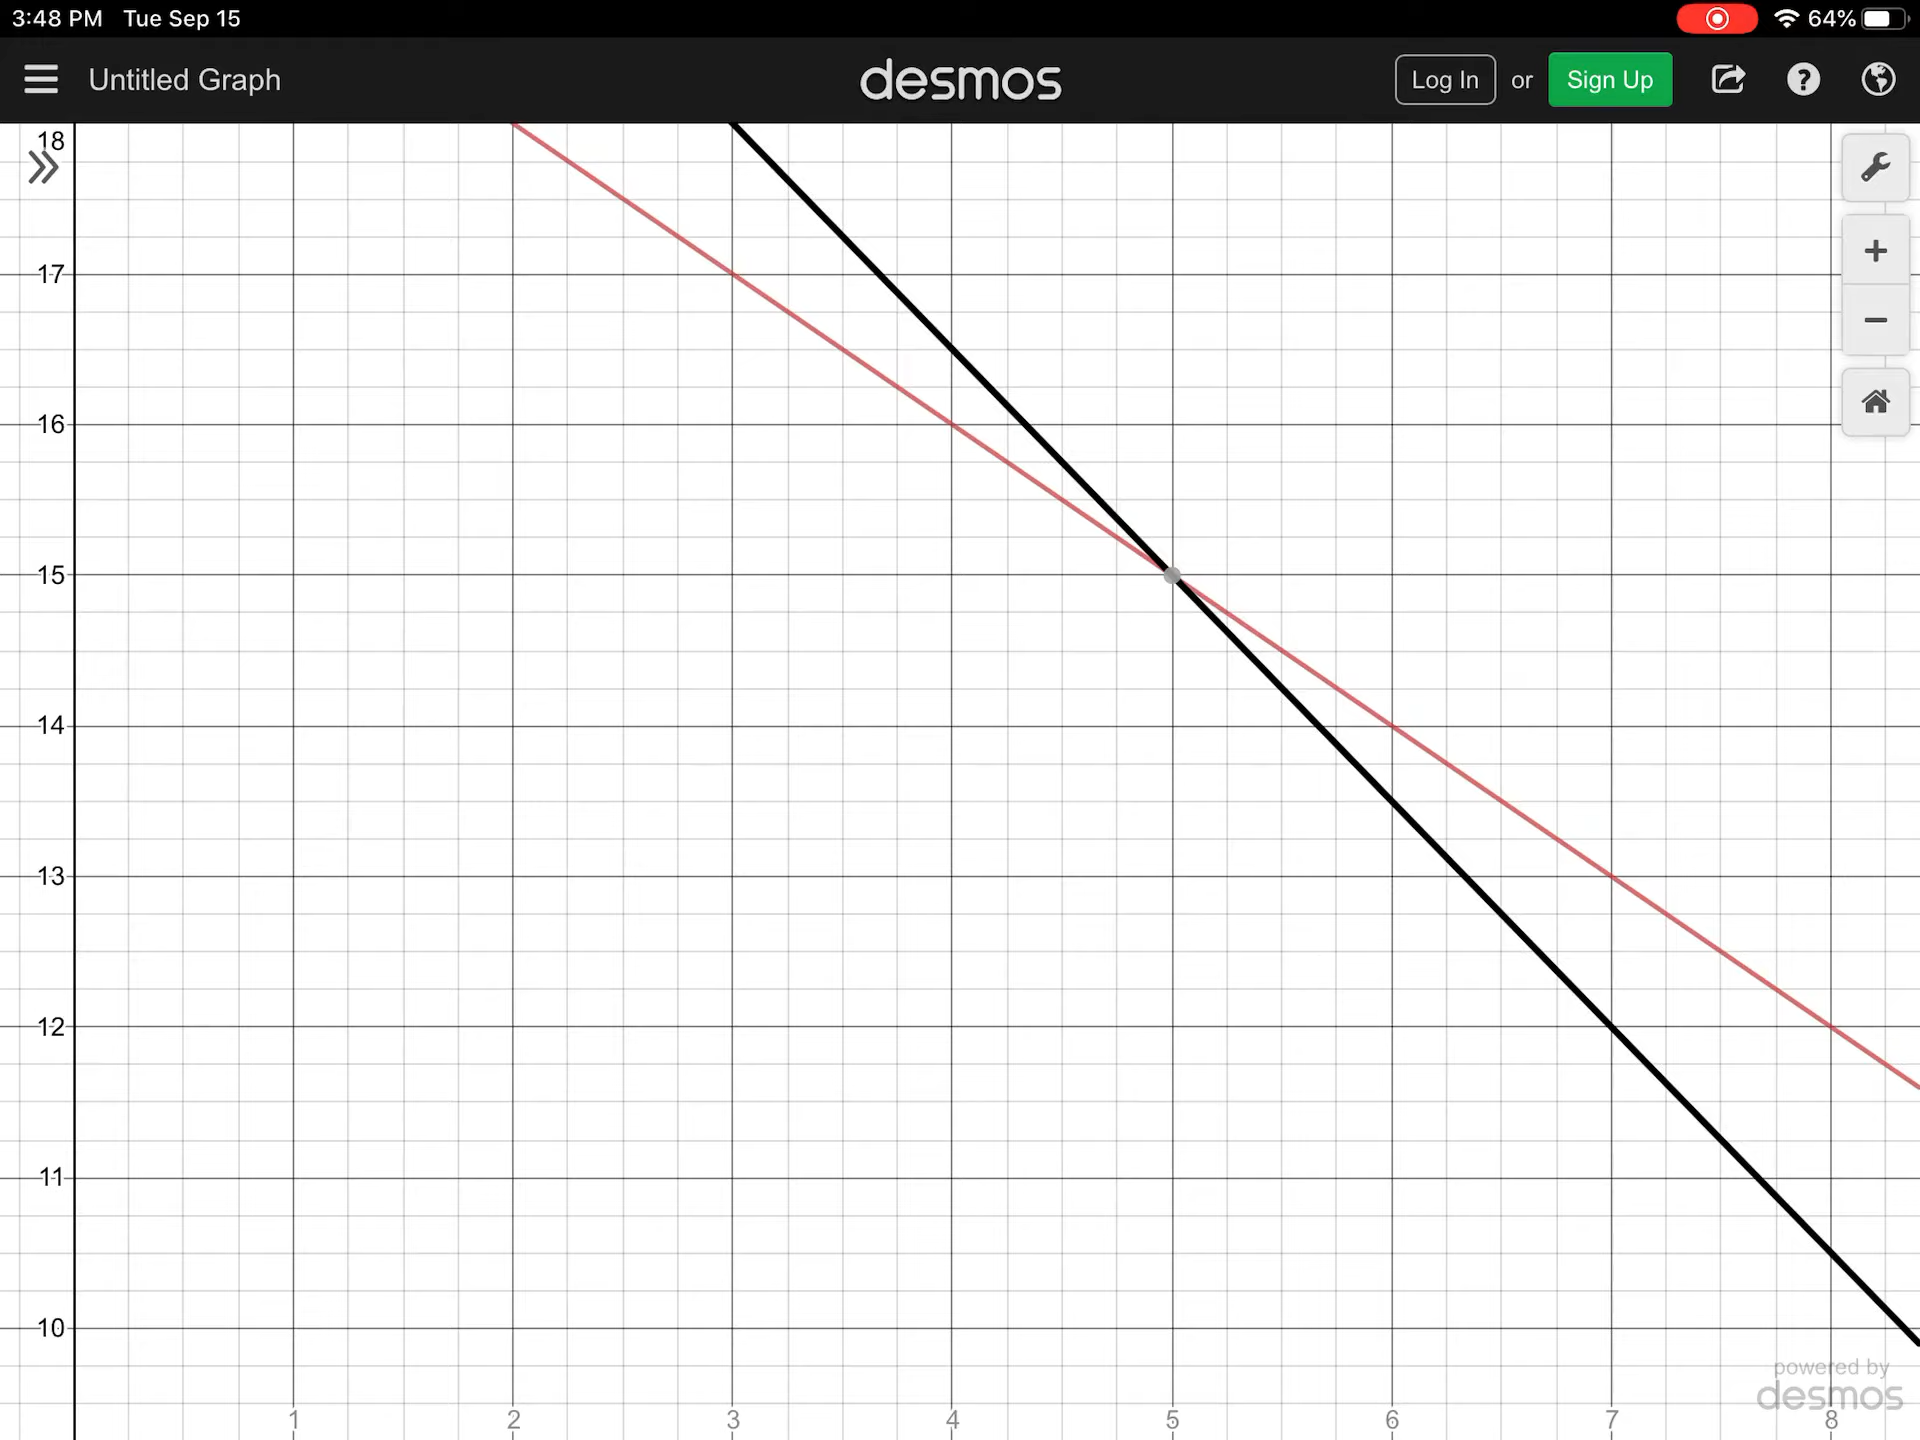 3:48 PM Tue Sep 15 64%
Untitled Graph desmos Log In or Sign Up ?
18
17
16
15
14
13
12
11
10
powered by
desmos
1 2 3 4 5 6 7 8